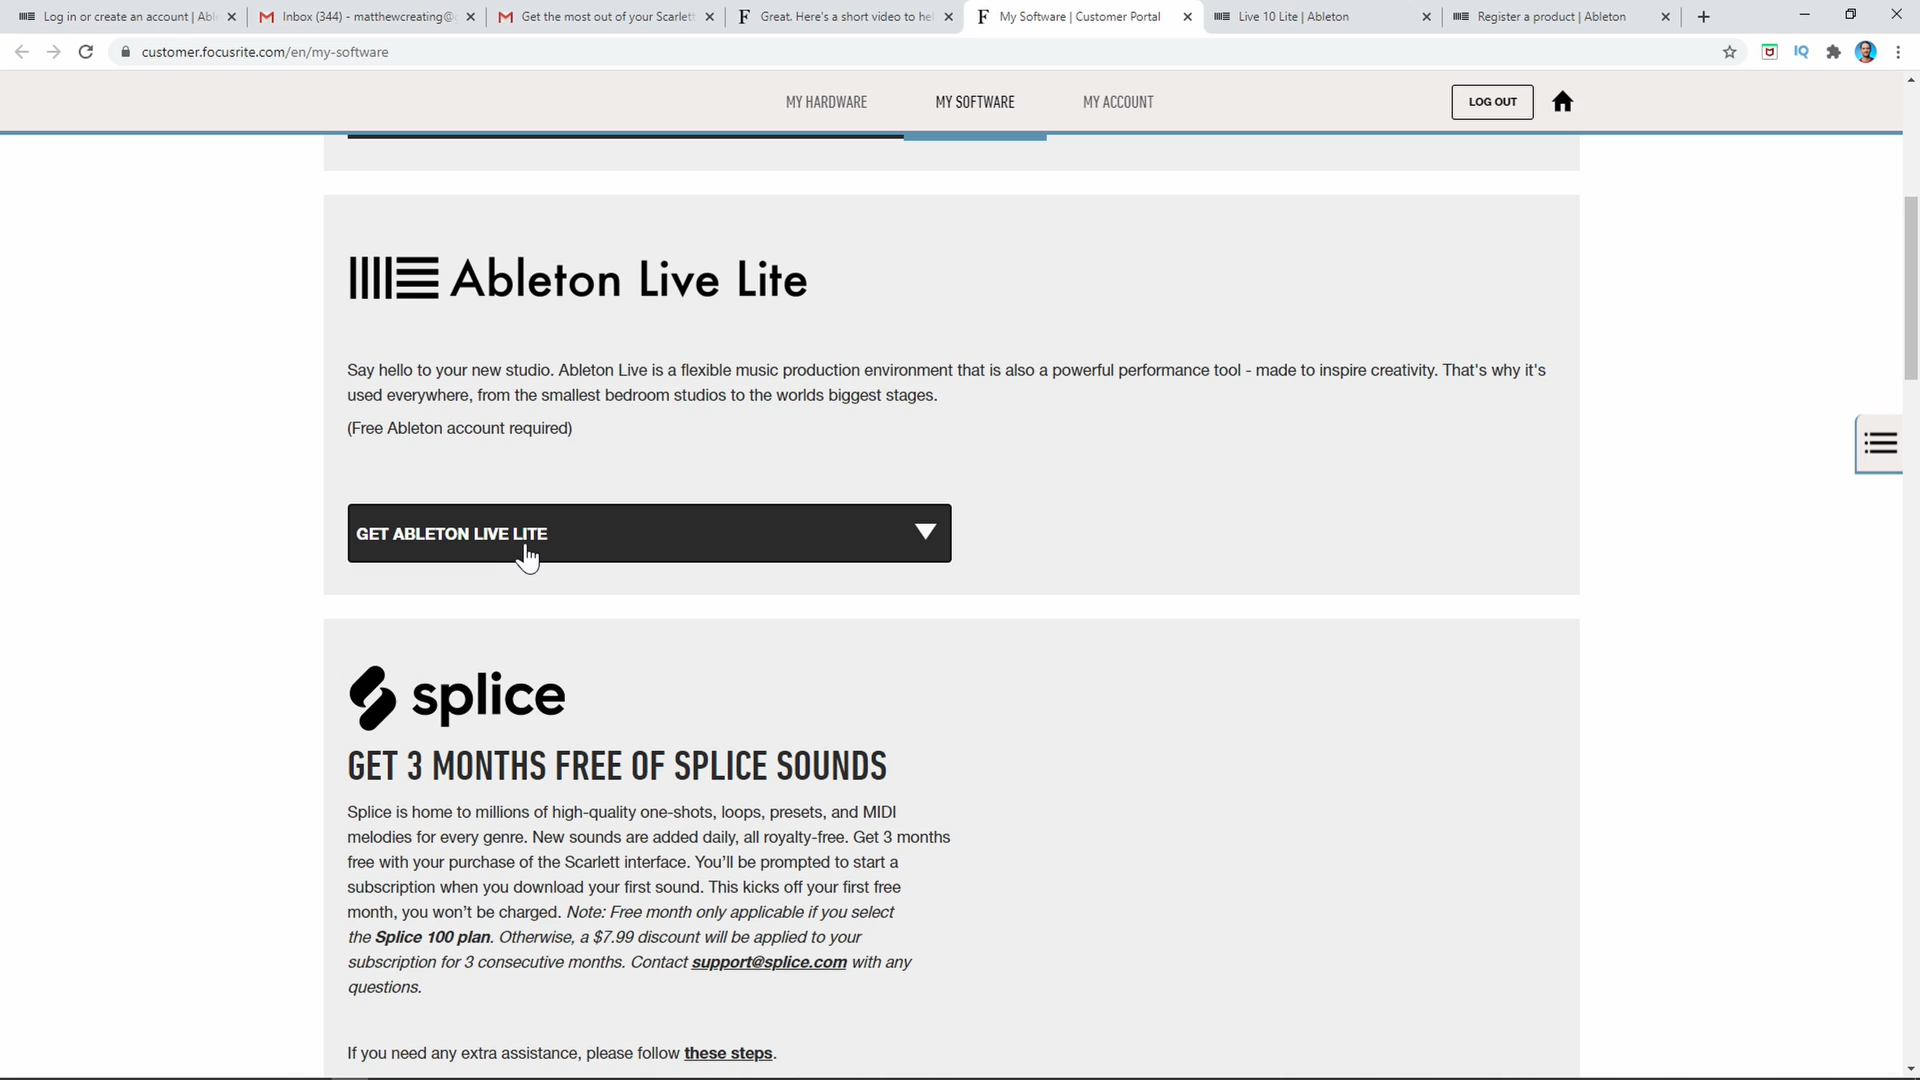 Log in or create an account | Abl
Inbox (344) - matthewcreating@
Get the most out of your Scarlett
Great. Here's a short video to he
My Software | Customer Portal
Live 10 Lite | Ableton
Register a product | Ableton
customer.focusrite.com/en/my-software
IQ
MY HARDWARE
MY SOFTWARE
MY ACCOUNT
LOG OUT
Ableton Live Lite
Say hello to your new studio. Ableton Live is a flexible music production environment that is also a powerful performance tool - made to inspire creativity. That's why it's
used everywhere, from the smallest bedroom studios to the worlds biggest stages.
(Free Ableton account required)
GET ABLETON LIVE LITE
splice
GET 3 MONTHS FREE OF SPLICE SOUNDS
Splice is home to millions of high-quality one-shots, loops, presets, and MIDI
melodies for every genre. New sounds are added daily, all royalty-free. Get 3 months
free with your purchase of the Scarlett interface. You'll be prompted to start a
subscription when you download your first sound. This kicks off your first free
month, you won't be charged. Note: Free month only applicable if you select
the Splice 100 plan. Otherwise, a $7.99 discount will be applied to your
subscription for 3 consecutive months. Contact support@splice.com with any
questions.
If you need any extra assistance, please follow these steps.